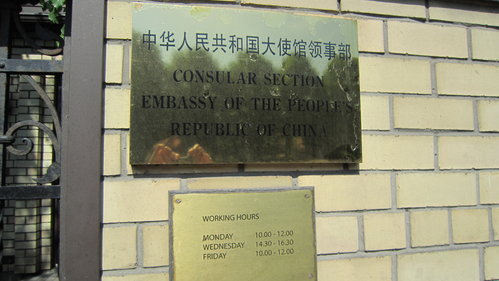 中华人民共和国大使馆领事部
CONSULAR SECTION
EMBASSY OF THE PEOPLE'S
REPUBLIC OF CHINA
WORKING HOURS
MONDAY 10.00 - 12.00
WEDNESDAY 14.30 - 16.30
FRIDAY 10.00 - 12.00